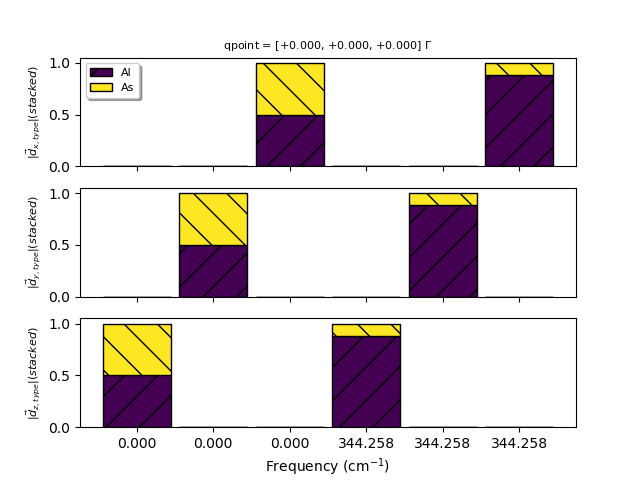 qpoint = [+0.000, +0.000, +0.000] Γ
|d⃗x,type|(stacked)
1.0
0.5
0.0
Al
As
|d⃗y,type|(stacked)
1.0
0.5
0.0
|d⃗z,type|(stacked)
1.0
0.5
0.0
0.000 0.000 0.000 344.258 344.258 344.258
Frequency (cm⁻¹)